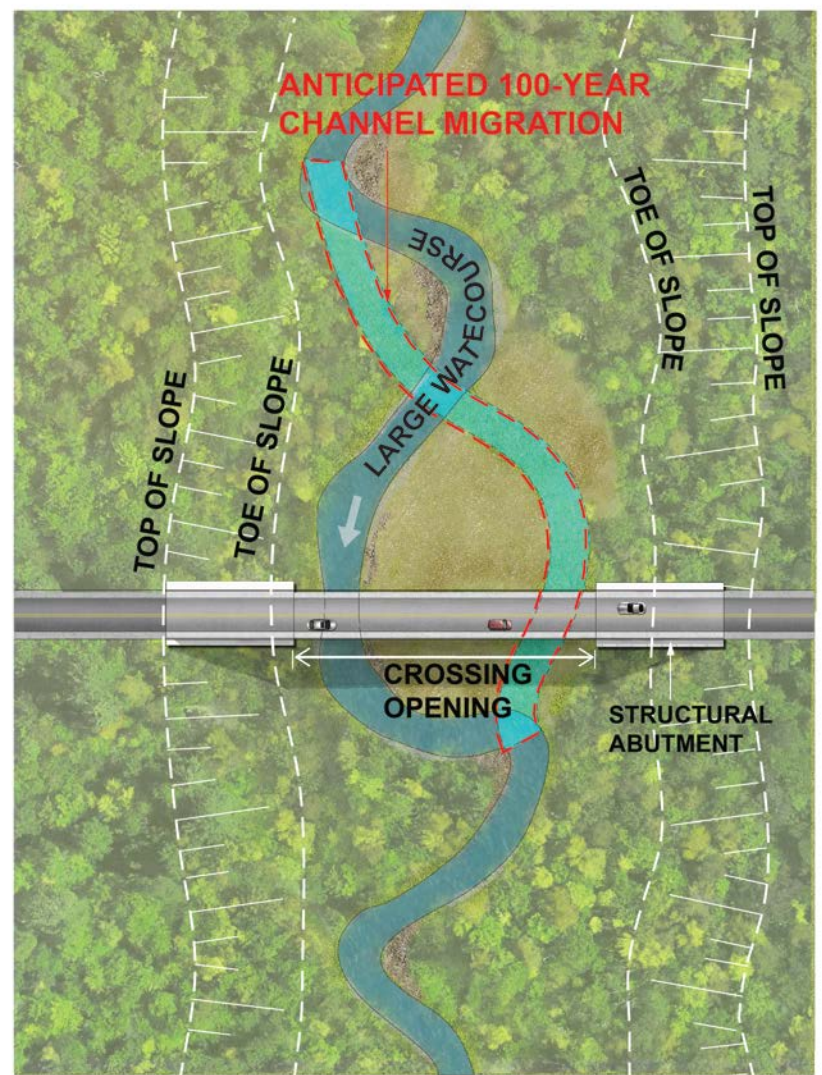 ANTICIPATED 100-YEAR
CHANNEL MIGRATION
LARGE WATECOURSE
TOE OF SLOPE
TOP OF SLOPE
TOP OF SLOPE
TOE OF SLOPE
CROSSING
OPENING
STRUCTURAL
ABUTMENT